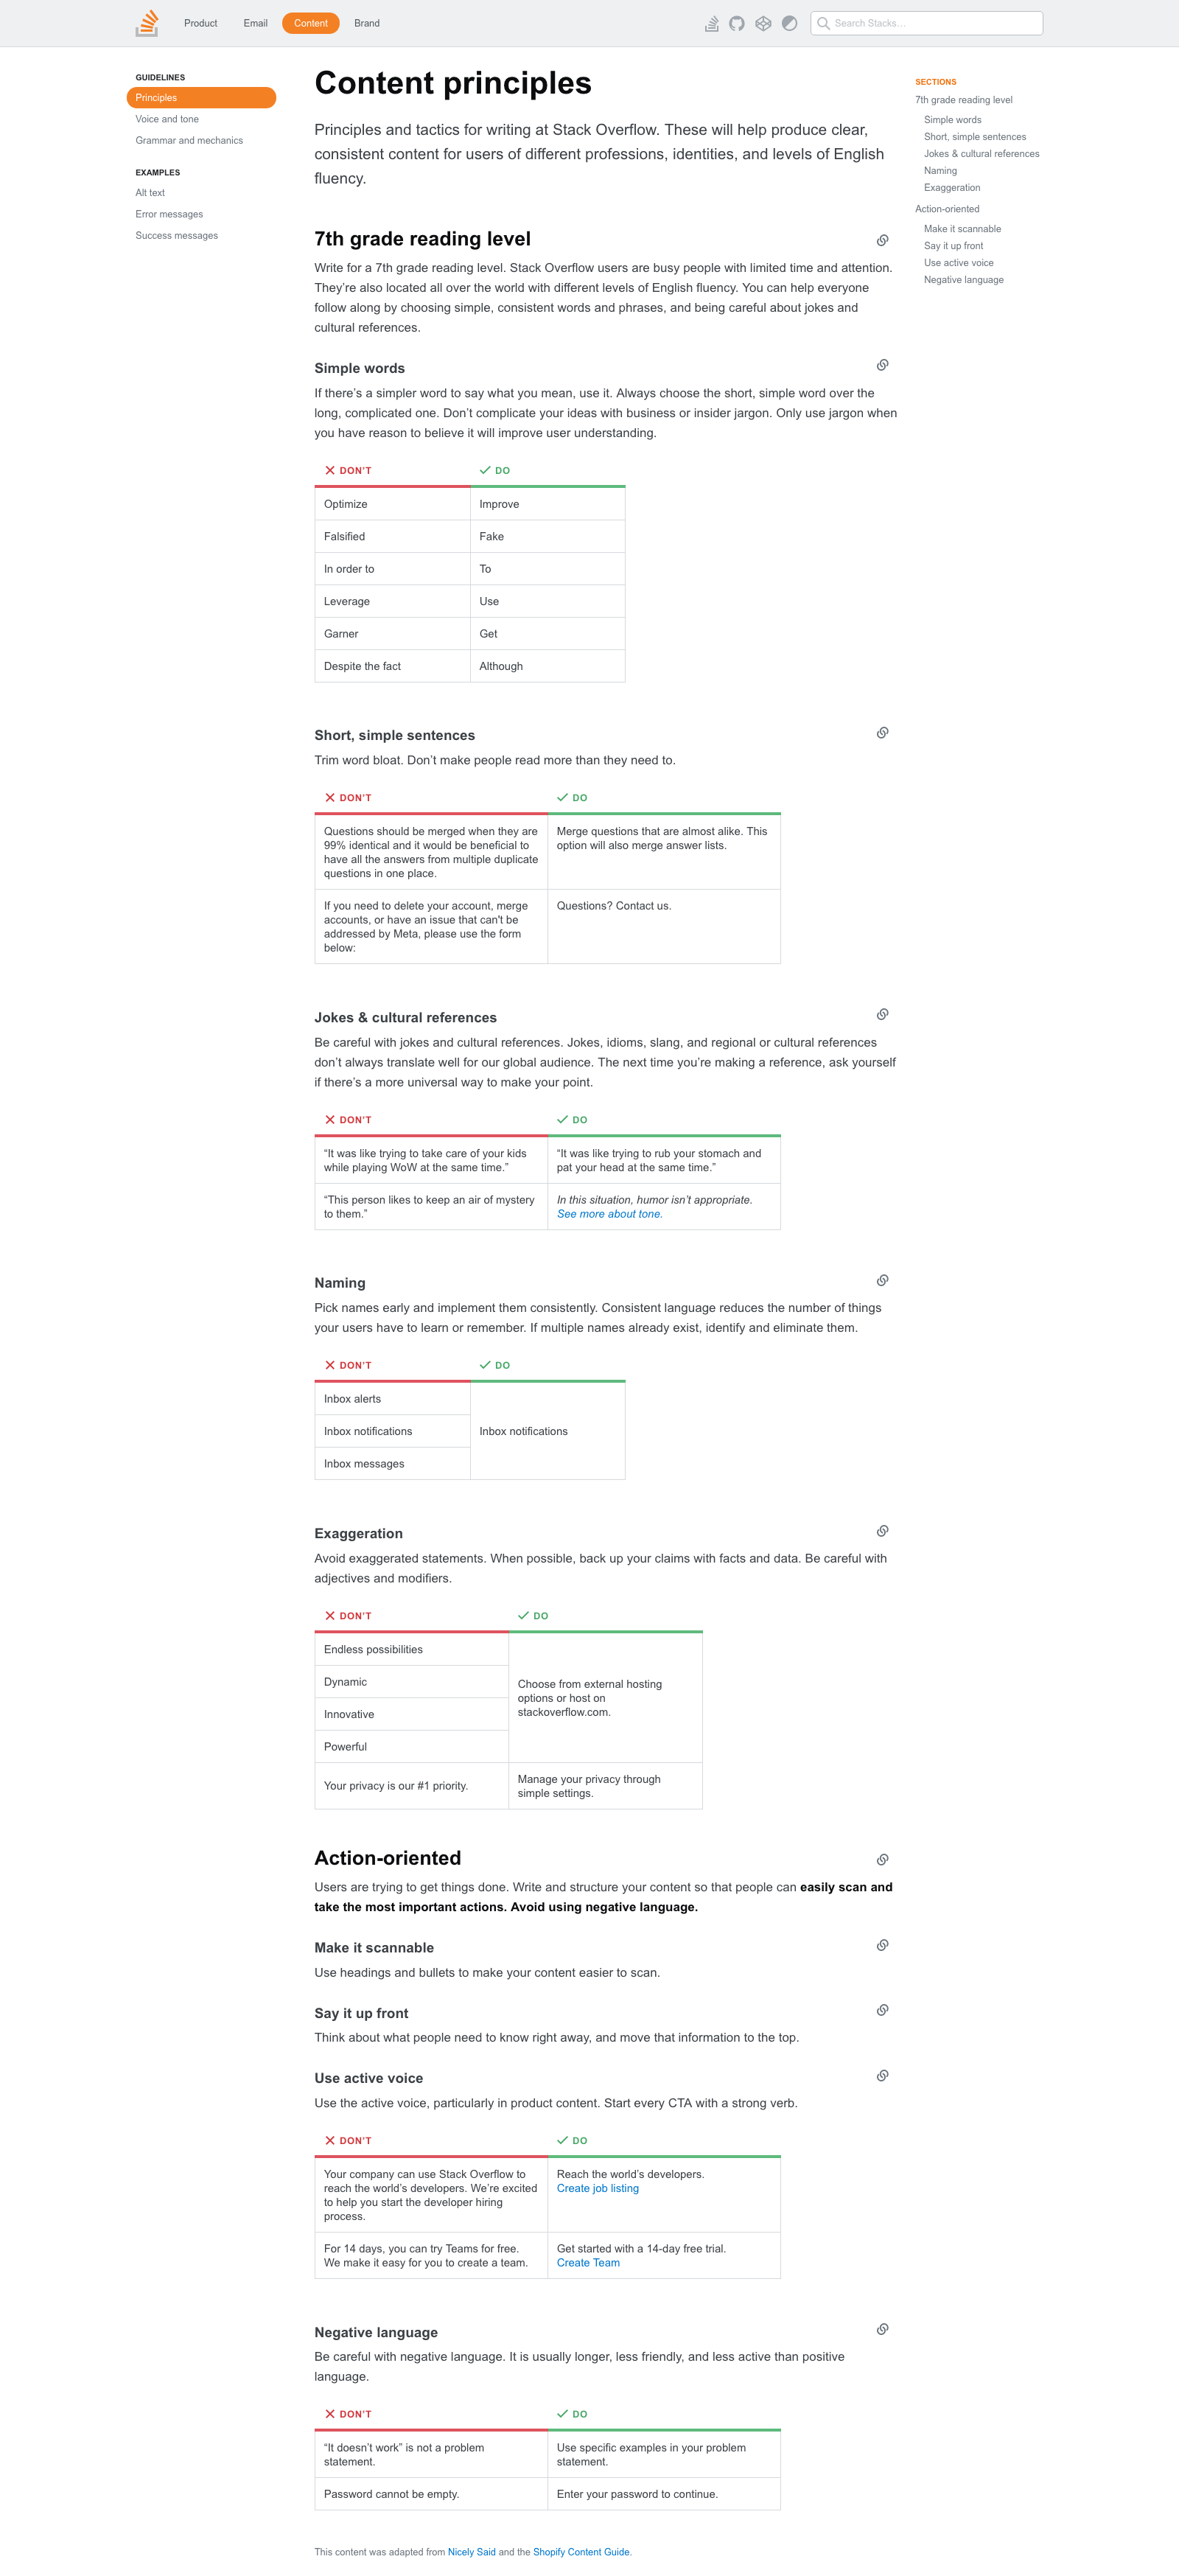 Product Email Content Brand Search Stacks…
GUIDELINES
Principles
Voice and tone
Grammar and mechanics
EXAMPLES
Alt text
Error messages
Success messages
Content principles
Principles and tactics for writing at Stack Overflow. These will help produce clear,
consistent content for users of different professions, identities, and levels of English
fluency.
7th grade reading level
Write for a 7th grade reading level. Stack Overflow users are busy people with limited time and attention.
They’re also located all over the world with different levels of English fluency. You can help everyone
follow along by choosing simple, consistent words and phrases, and being careful about jokes and
cultural references.
Simple words
If there’s a simpler word to say what you mean, use it. Always choose the short, simple word over the
long, complicated one. Don’t complicate your ideas with business or insider jargon. Only use jargon when
you have reason to believe it will improve user understanding.
DON’T DO
Optimize Improve
Falsified Fake
In order to To
Leverage Use
Garner Get
Despite the fact Although
Short, simple sentences
Trim word bloat. Don’t make people read more than they need to.
DON’T DO
Questions should be merged when they are
99% identical and it would be beneficial to
have all the answers from multiple duplicate
questions in one place.
Merge questions that are almost alike. This
option will also merge answer lists.
If you need to delete your account, merge
accounts, or have an issue that can't be
addressed by Meta, please use the form
below:
Questions? Contact us.
Jokes & cultural references
Be careful with jokes and cultural references. Jokes, idioms, slang, and regional or cultural references
don’t always translate well for our global audience. The next time you’re making a reference, ask yourself
if there’s a more universal way to make your point.
DON’T DO
“It was like trying to take care of your kids
while playing WoW at the same time.”
“It was like trying to rub your stomach and
pat your head at the same time.”
“This person likes to keep an air of mystery
to them.”
In this situation, humor isn’t appropriate.
See more about tone.
Naming
Pick names early and implement them consistently. Consistent language reduces the number of things
your users have to learn or remember. If multiple names already exist, identify and eliminate them.
DON’T DO
Inbox alerts
Inbox notifications Inbox notifications
Inbox messages
Exaggeration
Avoid exaggerated statements. When possible, back up your claims with facts and data. Be careful with
adjectives and modifiers.
DON’T DO
Endless possibilities
Dynamic
Innovative
Powerful
Choose from external hosting
options or host on
stackoverflow.com.
Your privacy is our #1 priority.
Manage your privacy through
simple settings.
Action-oriented
Users are trying to get things done. Write and structure your content so that people can easily scan and
take the most important actions. Avoid using negative language.
Make it scannable
Use headings and bullets to make your content easier to scan.
Say it up front
Think about what people need to know right away, and move that information to the top.
Use active voice
Use the active voice, particularly in product content. Start every CTA with a strong verb.
DON’T DO
Your company can use Stack Overflow to
reach the world’s developers. We’re excited
to help you start the developer hiring
process.
Reach the world’s developers.
Create job listing
For 14 days, you can try Teams for free.
We make it easy for you to create a team.
Get started with a 14-day free trial.
Create Team
Negative language
Be careful with negative language. It is usually longer, less friendly, and less active than positive
language.
DON’T DO
“It doesn’t work” is not a problem
statement.
Use specific examples in your problem
statement.
Password cannot be empty. Enter your password to continue.
This content was adapted from Nicely Said and the Shopify Content Guide.
SECTIONS
7th grade reading level
Simple words
Short, simple sentences
Jokes & cultural references
Naming
Exaggeration
Action-oriented
Make it scannable
Say it up front
Use active voice
Negative language